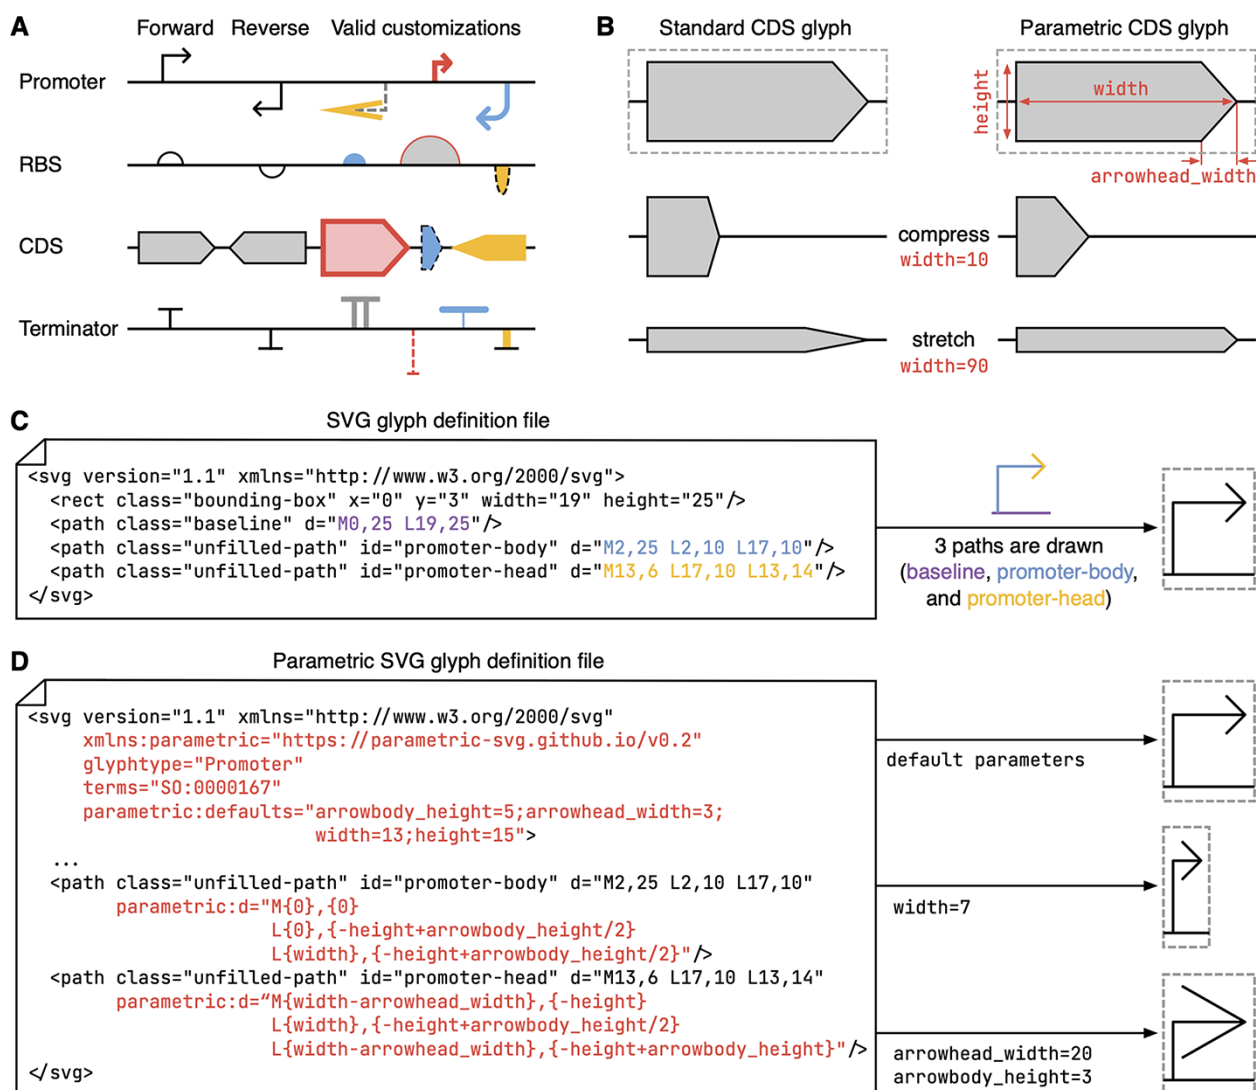 A
Forward Reverse Valid customizations
Promoter
RBS
CDS
Terminator
B
Standard CDS glyph
Parametric CDS glyph
height
width
arrowhead_width
compress
width=10
stretch
width=90
C
SVG glyph definition file
<svg version="1.1" xmlns="http://www.w3.org/2000/svg">
<rect class="bounding-box" x="0" y="3" width="19" height="25"/>
<path class="baseline" d="M0,25 L19,25"/>
<path class="unfilled-path" id="promoter-body" d="M2,25 L2,10 L17,10"/>
<path class="unfilled-path" id="promoter-head" d="M13,6 L17,10 L13,14"/>
</svg>
3 paths are drawn
(baseline, promoter-body,
and promoter-head)
D
Parametric SVG glyph definition file
<svg version="1.1" xmlns="http://www.w3.org/2000/svg"
xmlns:parametric="https://parametric-svg.github.io/v0.2"
glyphtype="Promoter"
terms="SO:0000167"
parametric:defaults="arrowbody_height=5;arrowhead_width=3;
width=13;height=15">
...
<path class="unfilled-path" id="promoter-body" d="M2,25 L2,10 L17,10"
parametric:d="M{0},{0}
L{0},{-height+arrowbody_height/2}
L{width},{-height+arrowbody_height/2}"/>
<path class="unfilled-path" id="promoter-head" d="M13,6 L17,10 L13,14"
parametric:d=“M{width-arrowhead_width},{-height}
L{width},{-height+arrowbody_height/2}
L{width-arrowhead_width},{-height+arrowbody_height}"/>
</svg>
default parameters
width=7
arrowhead_width=20
arrowbody_height=3